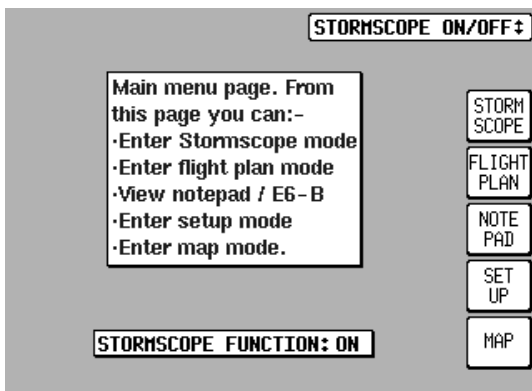 STORMSCOPE ON/OFF↕
Main menu page. From
this page you can:-
·Enter Stormscope mode
·Enter flight plan mode
·View notepad / E6-B
·Enter setup mode
·Enter map mode.
STORM
SCOPE
FLIGHT
PLAN
NOTE
PAD
SET
UP
MAP
STORMSCOPE FUNCTION↕ ON